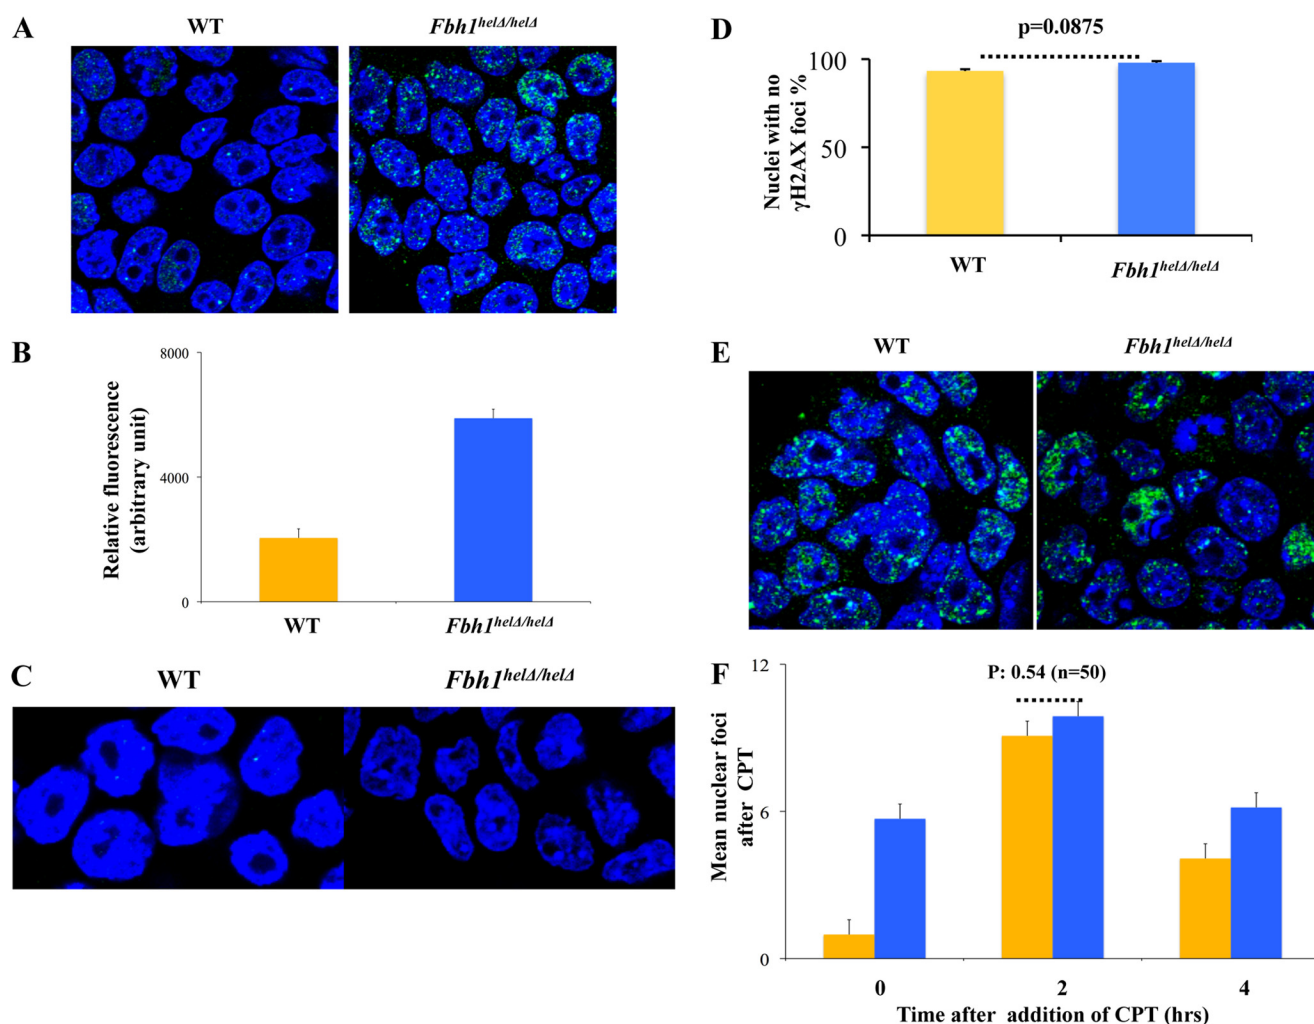 A
WT
Fbh1helΔ/helΔ
B
8000
4000
0
Relative fluorescence
(arbitrary unit)
WT
Fbh1helΔ/helΔ
C
WT
Fbh1helΔ/helΔ
D
p=0.0875
100
50
0
Nuclei with no
γH2AX foci %
WT
Fbh1helΔ/helΔ
E
WT
Fbh1helΔ/helΔ
F
12
6
0
P: 0.54 (n=50)
Mean nuclear foci
after CPT
0
2
4
Time after addition of CPT (hrs)